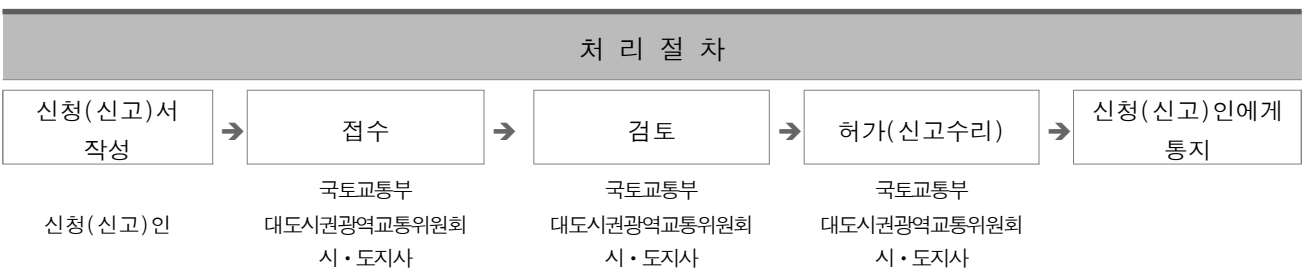 처 리 절 차
신청(신고)서
작성
➔
접수
➔
검토
➔
허가(신고수리)
➔
신청(신고)인에게
통지
신청(신고)인
국토교통부
대도시권광역교통위원회
시・도지사
국토교통부
대도시권광역교통위원회
시・도지사
국토교통부
대도시권광역교통위원회
시・도지사